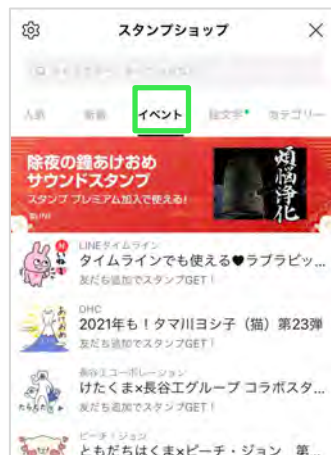 スタンプショップ
人気 新着 イベント 絵文字 カテゴリー
除夜の鐘あけおめ
サウンドスタンプ
スタンププレミアム加入で使える!
煩悩浄化
LINEタイムライン
タイムラインでも使える♥ラブラビッ...
友だち追加でスタンプGET!
DHC
2021年も!タマ川ヨシ子(猫)第23弾
友だち追加でスタンプGET!
長谷工コーポレーション
けたくま×長谷工グループ コラボスタ...
友だち追加でスタンプGET!
ピーチ・ジョン
ともだちはくま×ピーチ・ジョン 第...